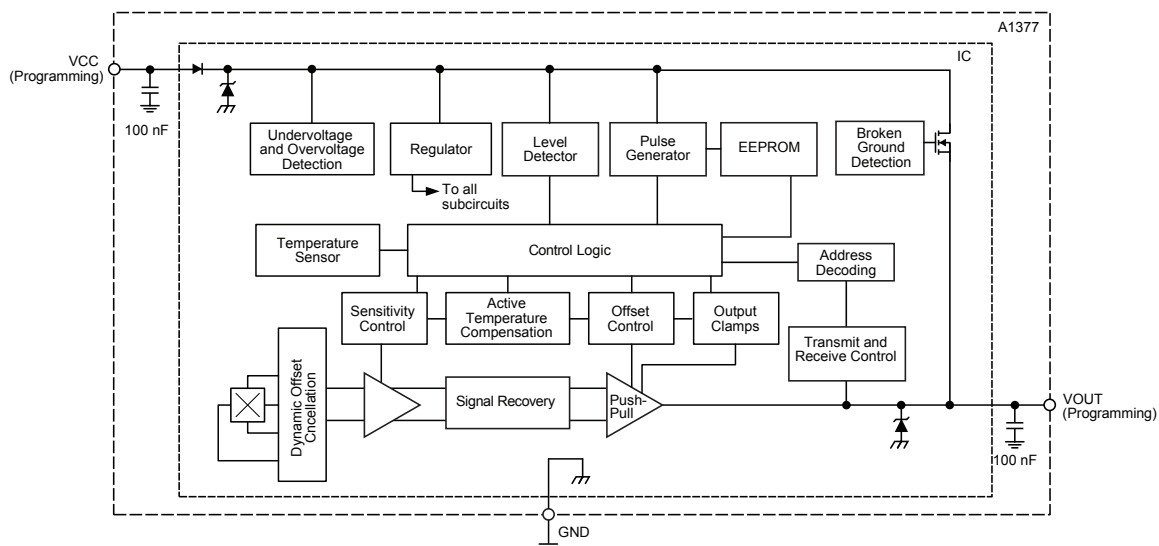 A1377
IC
VCC
(Programming)
100 nF
Undervoltage
and Overvoltage
Detection
Regulator
To all
subcircuits
Level
Detector
Pulse
Generator
EEPROM
Broken
Ground
Detection
Temperature
Sensor
Control Logic
Address
Decoding
Sensitivity
Control
Active
Temperature
Compensation
Offset
Control
Output
Clamps
Transmit and
Receive Control
Dynamic Offset
Cncellation
Signal Recovery
Push-
Pull
VOUT
(Programming)
100 nF
GND